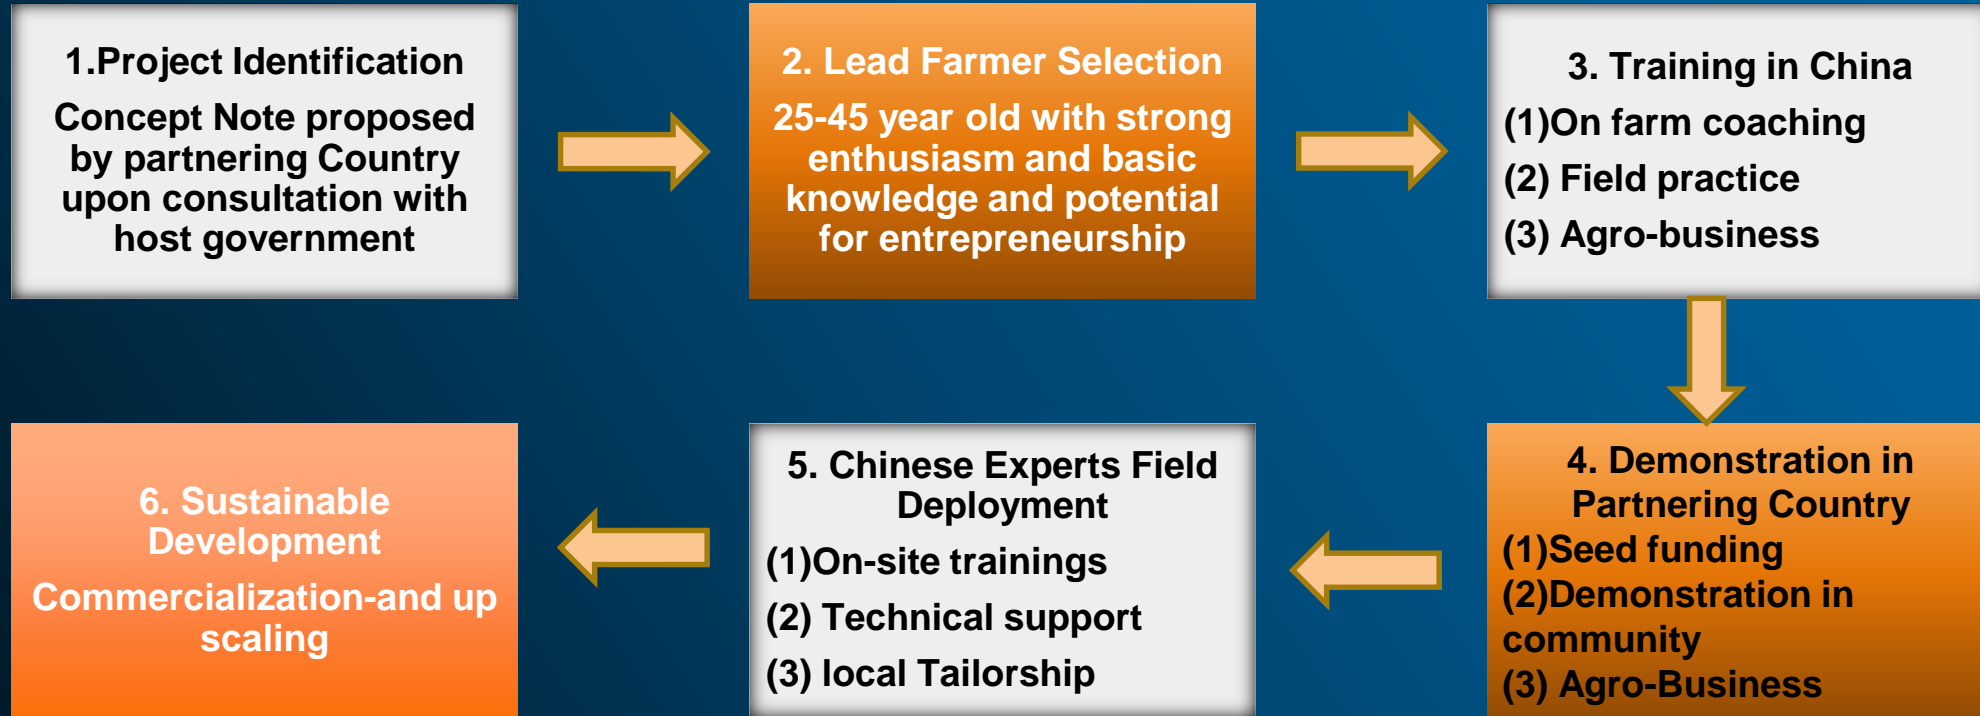 1.Project Identification
Concept Note proposed
by partnering Country
upon consultation with
host government
2. Lead Farmer Selection
25-45 year old with strong
enthusiasm and basic
knowledge and potential
for entrepreneurship
3. Training in China
(1)On farm coaching
(2) Field practice
(3) Agro-business
4. Demonstration in
Partnering Country
(1)Seed funding
(2)Demonstration in
community
(3) Agro-Business
5. Chinese Experts Field
Deployment
(1)On-site trainings
(2) Technical support
(3) local Tailorship
6. Sustainable
Development
Commercialization-and up
scaling